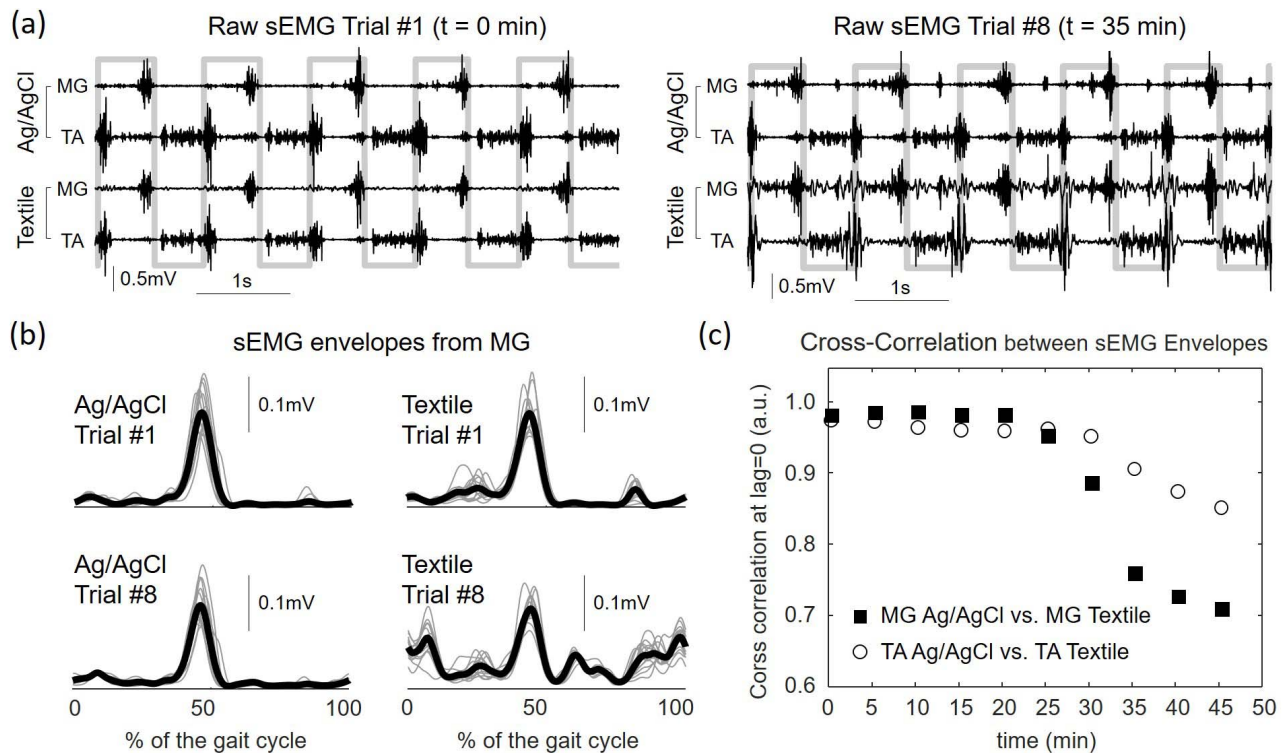 (a)
Raw sEMG Trial #1 (t = 0 min)
Ag/AgCl
MG
TA
Textile
MG
TA
0.5mV
1s
Raw sEMG Trial #8 (t = 35 min)
Ag/AgCl
MG
TA
Textile
MG
TA
0.5mV
1s
(b)
sEMG envelopes from MG
Ag/AgCl
Trial #1
0.1mV
Textile
Trial #1
0.1mV
Ag/AgCl
Trial #8
0.1mV
Textile
Trial #8
0.1mV
0 50 100
% of the gait cycle
0 50 100
% of the gait cycle
(c)
Cross-Correlation between sEMG Envelopes
Corss correlation at lag=0 (a.u.)
1.0
0.9
0.8
0.7
0.6
MG Ag/AgCl vs. MG Textile
TA Ag/AgCl vs. TA Textile
0 5 10 15 20 25 30 35 40 45 50
time (min)